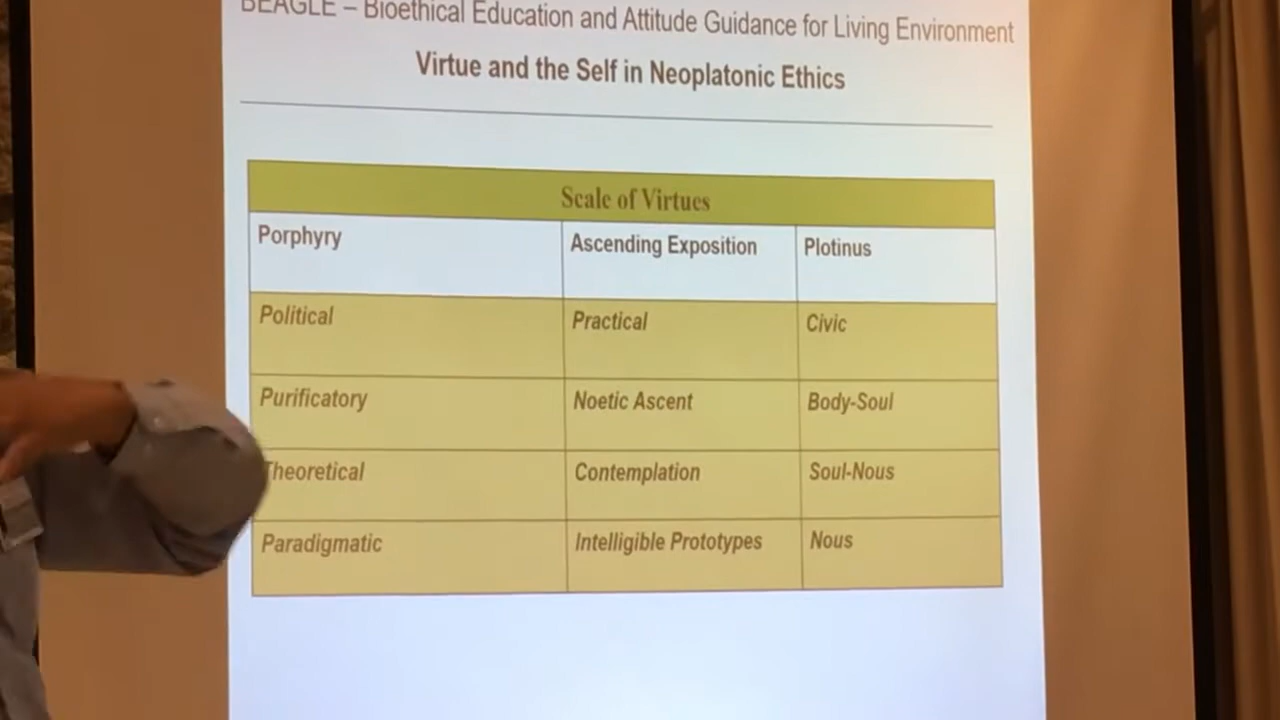 BEAGLE – Bioethical Education and Attitude Guidance for Living Environment
Virtue and the Self in Neoplatonic Ethics
Scale of Virtues
Porphyry Ascending Exposition Plotinus
Political Practical Civic
Purificatory Noetic Ascent Body-Soul
Theoretical Contemplation Soul-Nous
Paradigmatic Intelligible Prototypes Nous